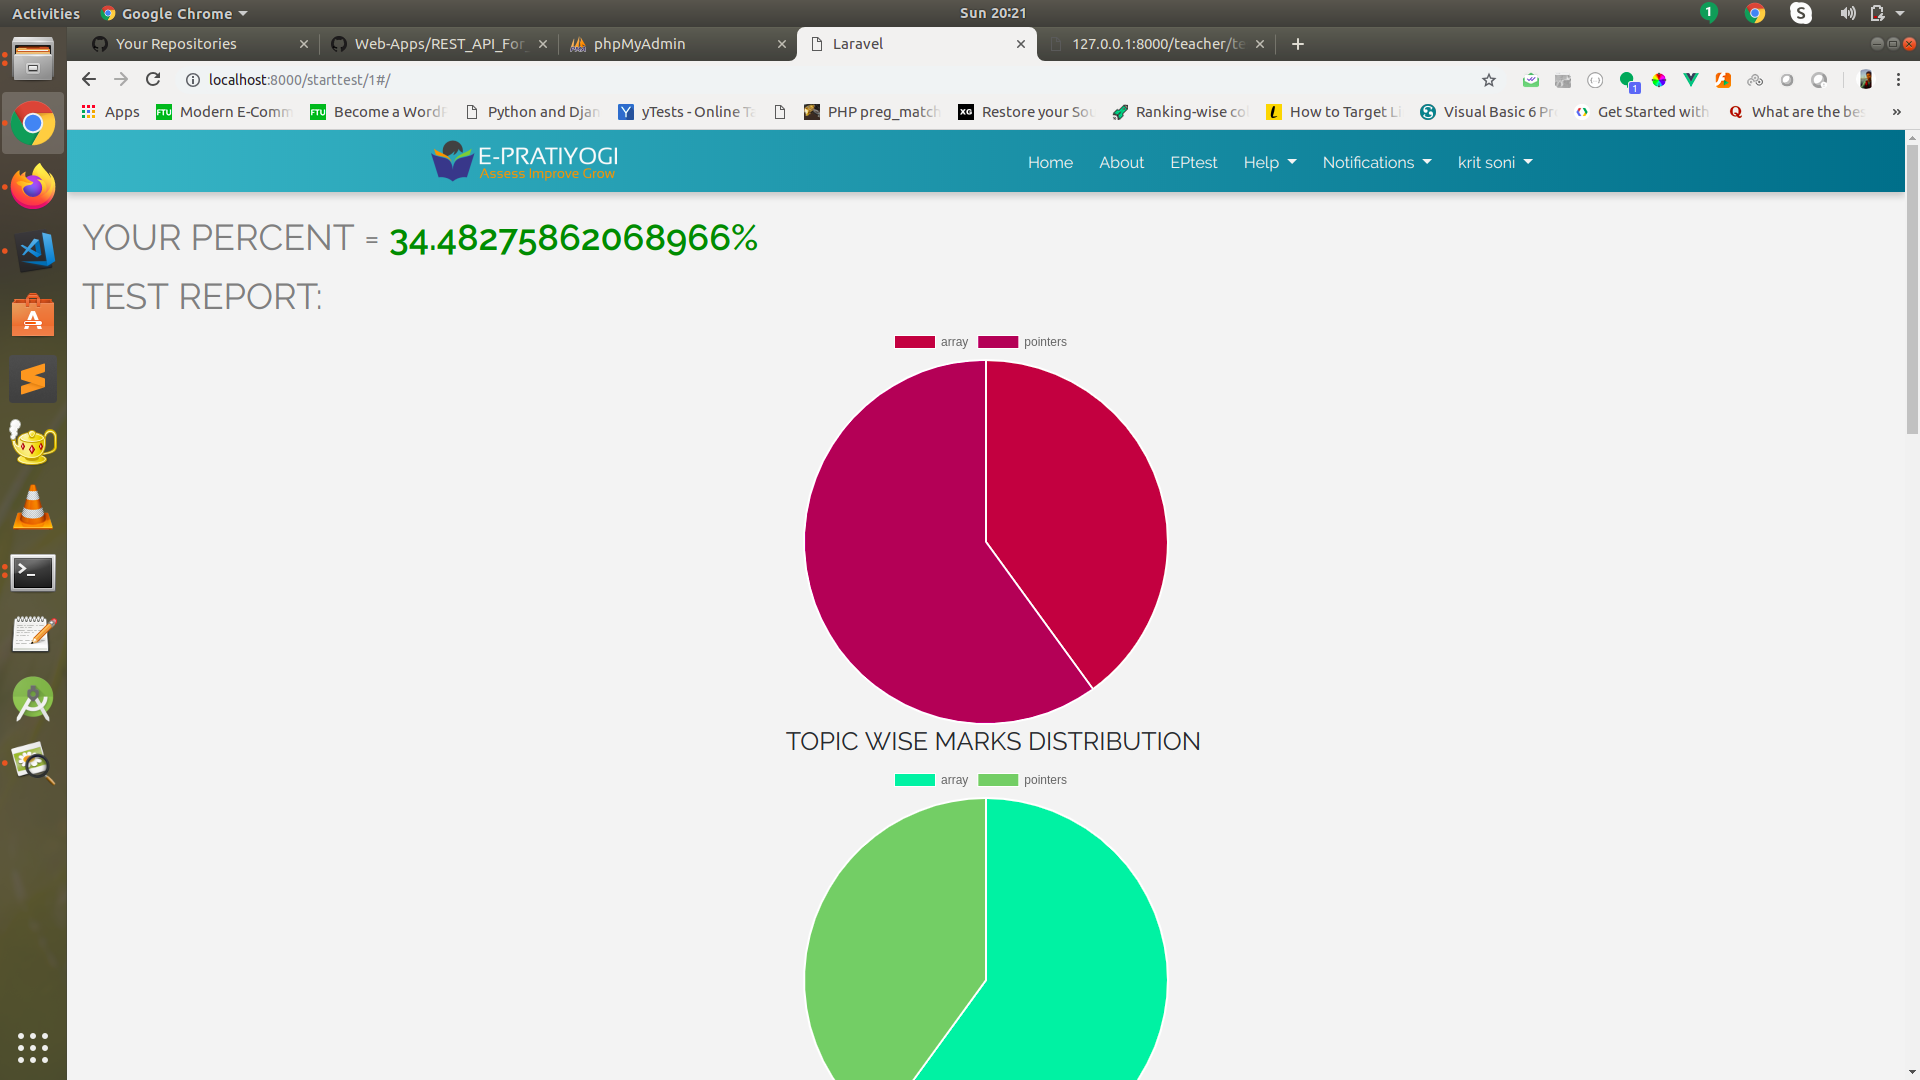 Activities Google Chrome Sun 20:21
Your Repositories Web-Apps/REST_API_For_ phpMyAdmin Laravel 127.0.0.1:8000/teacher/te
localhost:8000/starttest/1#/
Apps Modern E-Comm Become a WordP Python and Djan yTests - Online Ta PHP preg_match Restore your Sou Ranking-wise co How to Target Li Visual Basic 6 Pr Get Started with What are the bes »
E-PRATIYOGI
Assess Improve Grow
Home About EPtest Help Notifications krit soni
YOUR PERCENT = 34.48275862068966%
TEST REPORT:
array pointers
TOPIC WISE MARKS DISTRIBUTION
array pointers